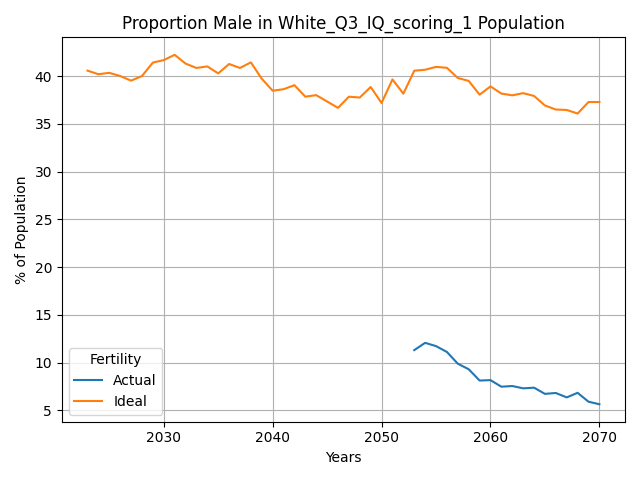 Proportion Male in White_Q3_IQ_scoring_1 Population
% of Population
40
35
30
25
20
15
10
5
Fertility
Actual
Ideal
2030
2040
2050
2060
2070
Years